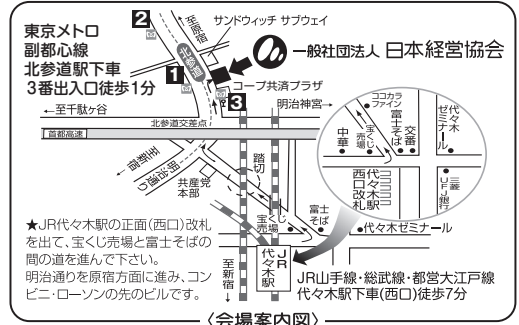 東京メトロ
副都心線
北参道駅下車
3番出入口徒歩1分
至原宿
サンドウィッチ サブウェイ
2
北参道
1
一般社団法人 日本経営協会
コープ共済プラザ
3
明治神宮→
←至千駄ヶ谷
北参道交差点
首都高速
至新宿
明治通り
共産党
本部
踏切
ココカラ
ファイン
代々木
ゼミナール
中華
宝くじ
売場
富士そば
交番
代々木駅
西口改札
三菱
UFJ銀行
★JR代々木駅の正面(西口)改札
を出て、宝くじ売場と富士そばの
間の道を進んで下さい。
明治通りを原宿方面に進み、コン
ビニ・ローソンの先のビルです。
宝くじ
売場
富士
そば
代々木ゼミナール
至新宿
JR
代々木駅
JR山手線・総武線・都営大江戸線
代々木駅下車(西口)徒歩7分
〈会場案内図〉